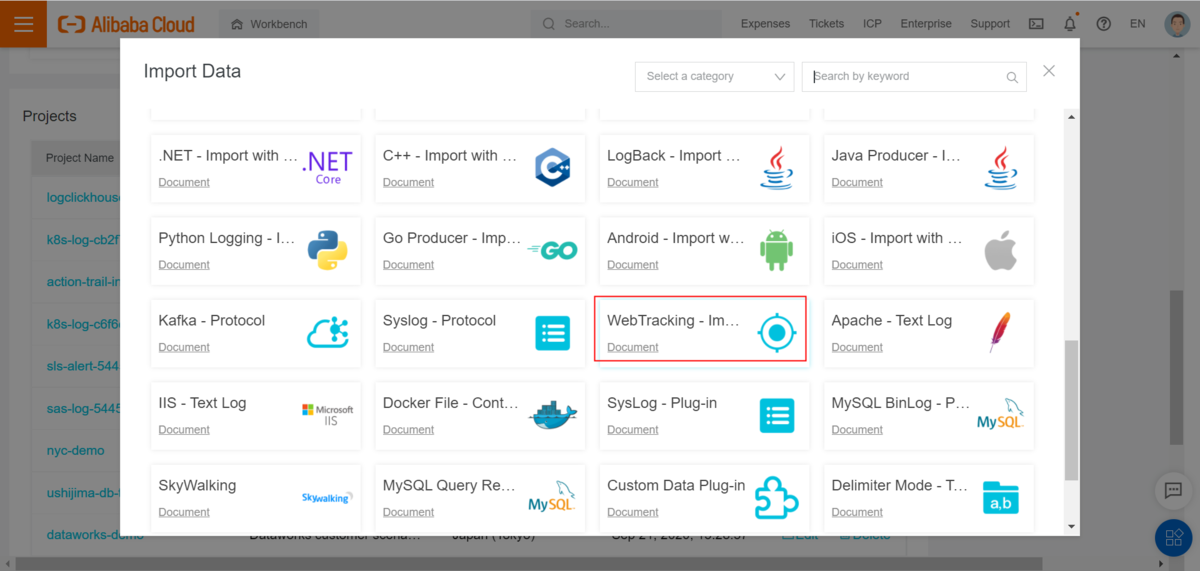 Alibaba Cloud
Workbench
Search...
Expenses
Tickets
ICP
Enterprise
Support
EN
Import Data
Select a category
Search by keyword
Projects
Project Name
logclickhous
k8s-log-cb2f
action-trail-in
k8s-log-c6f6
sls-alert-544
sas-log-5445
nyc-demo
ushijima-db-
.NET - Import with ...
.NET
Core
Document
C++ - Import with ...
Document
LogBack - Import ...
Document
Java Producer - I...
Document
Python Logging - I...
Document
Go Producer - Imp...
GO
Document
Android - Import w...
Document
iOS - Import with ...
Document
Kafka - Protocol
Document
Syslog - Protocol
Document
WebTracking - Im...
Document
Apache - Text Log
Document
IIS - Text Log
Microsoft
IIS
Document
Docker File - Cont...
Document
SysLog - Plug-in
Document
MySQL BinLog - P...
MySQL
Document
SkyWalking
Skywalking
Document
MySQL Query Re...
MySQL
Document
Custom Data Plug-in
Document
Delimiter Mode - T...
a,b
Document